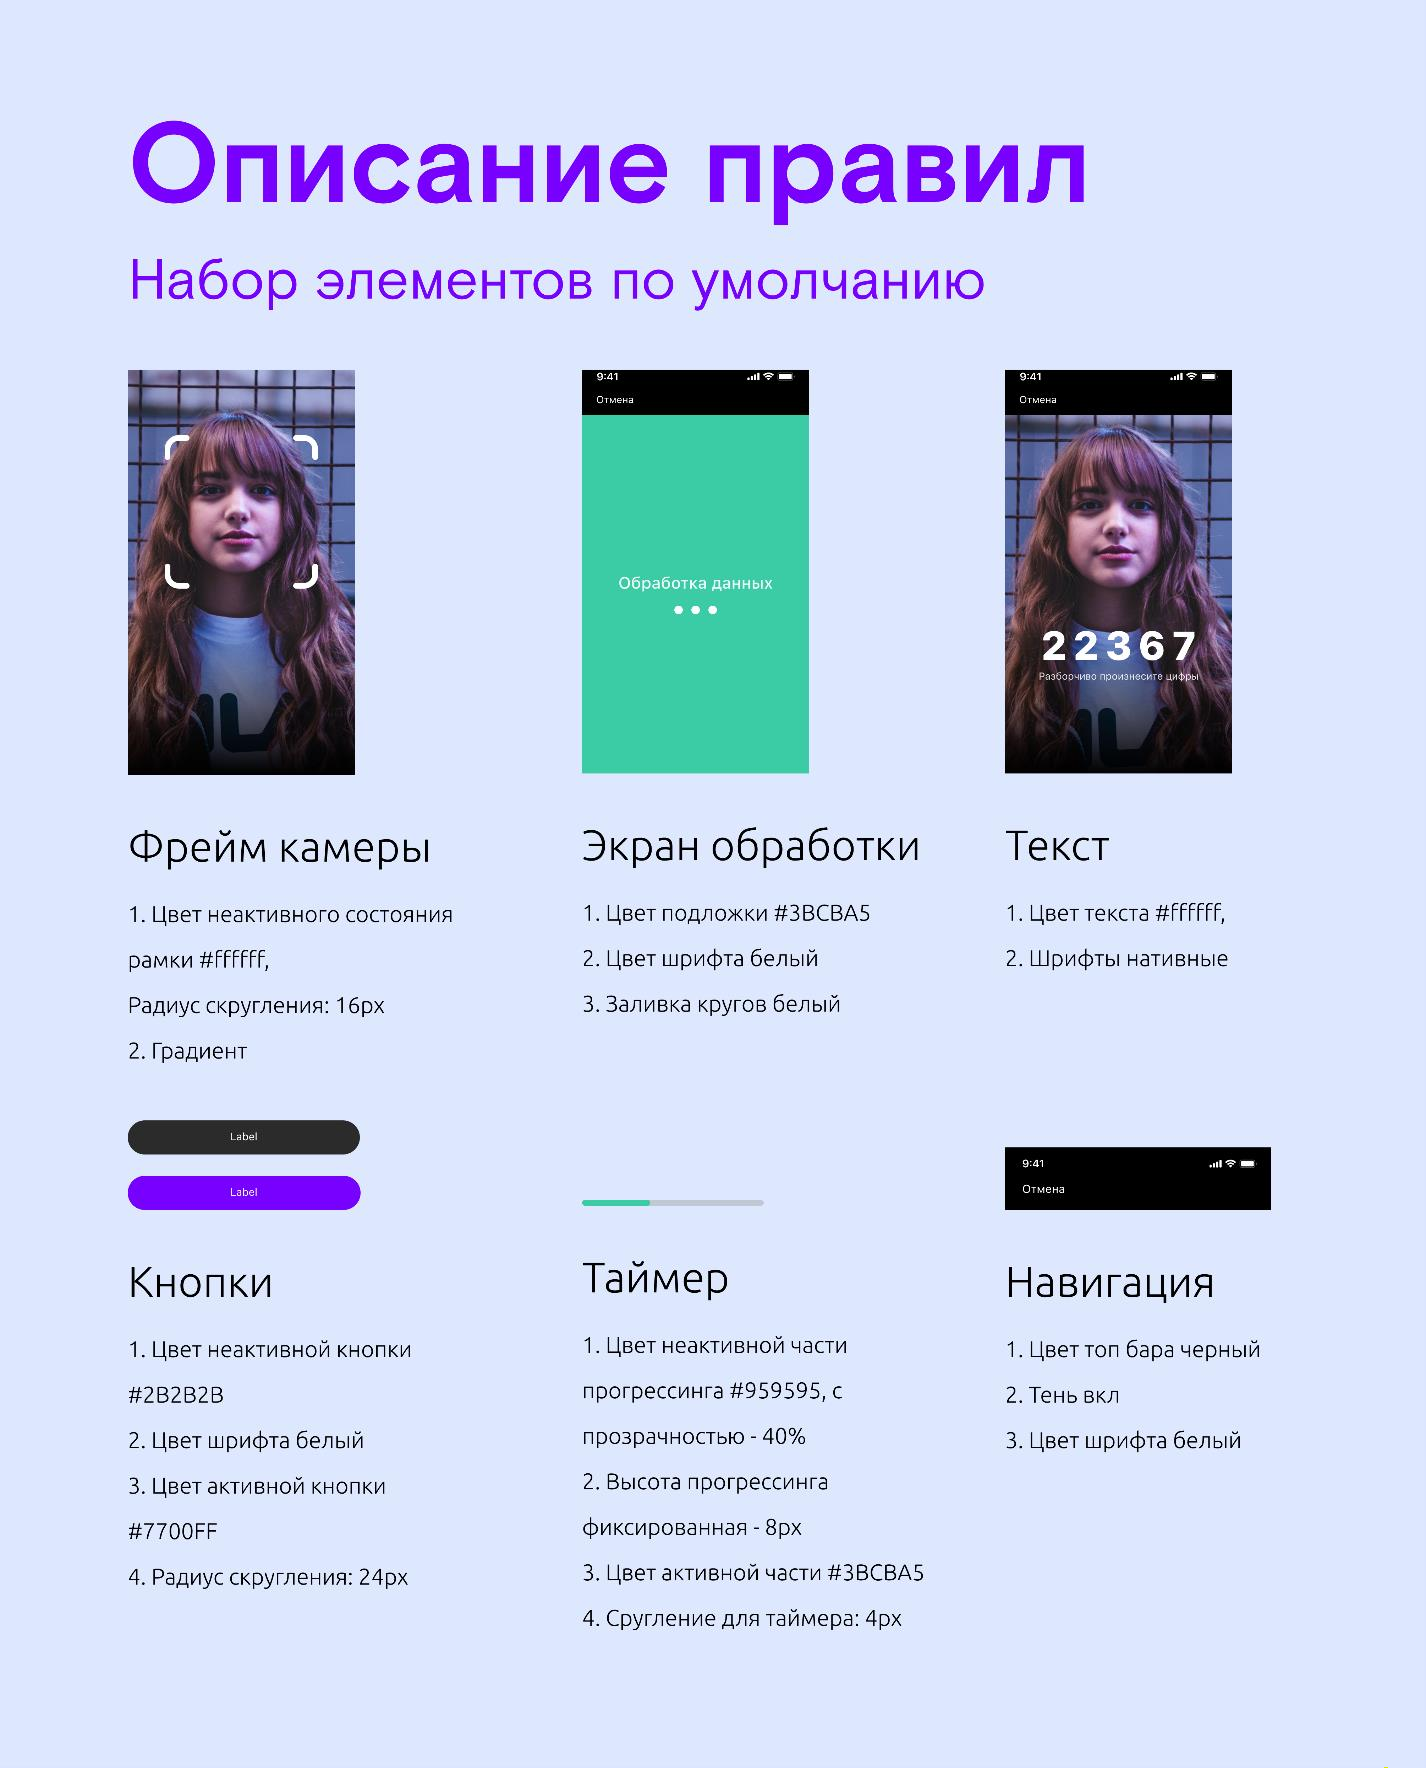 Описание правил
Набор элементов по умолчанию
9:41
Отмена
Обработка данных
9:41
Отмена
22367
Разборчиво произнесите цифры
Фрейм камеры
1. Цвет неактивного состояния
рамки #ffffff,
Радиус скругления: 16px
2. Градиент
Экран обработки
1. Цвет подложки #3BCBA5
2. Цвет шрифта белый
3. Заливка кругов белый
Текст
1. Цвет текста #ffffff,
2. Шрифты нативные
Label
Label
Кнопки
1. Цвет неактивной кнопки
#2B2B2B
2. Цвет шрифта белый
3. Цвет активной кнопки
#7700FF
4. Радиус скругления: 24px
Таймер
1. Цвет неактивной части
прогрессинга #959595, с
прозрачностью - 40%
2. Высота прогрессинга
фиксированная - 8px
3. Цвет активной части #3BCBA5
4. Сругление для таймера: 4px
9:41
Отмена
Навигация
1. Цвет топ бара черный
2. Тень вкл
3. Цвет шрифта белый